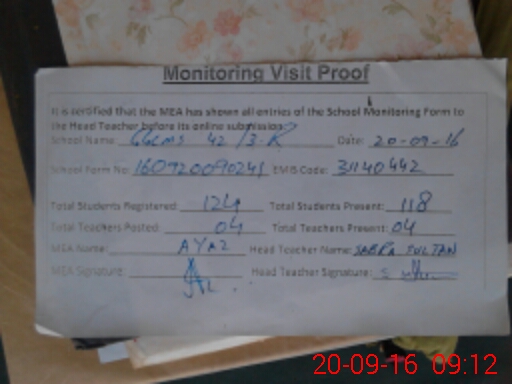 Monitoring Visit Proof
It is certified that the MEA has shown all entries of the School Monitoring Form to
the Head Teacher before its online submission.
School Name GGCMS 42/3-R Date: 20-09-16
School Form No: 160920090241 EMIS Code: 31140442
Total Students Registered: 124 Total Students Present: 118
Total Teachers Posted: 04 Total Teachers Present: 04
MEA Name: AYAZ Head Teacher Name: SABRA SULTAN
MEA Signature: Head Teacher Signature:
20-09-16 09:12